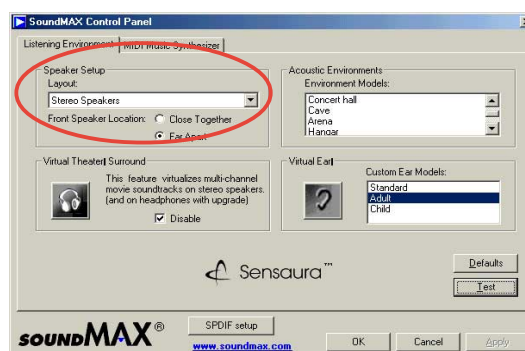 SoundMAX Control Panel
Listening Environment
MIDI Music Synthesizer
Speaker Setup
Layout:
Stereo Speakers
Front Speaker Location:
Close Together
Far Apart
Acoustic Environments
Environment Models:
Concert hall
Cave
Arena
Hangar
Virtual Theater Surround
This feature virtualizes multi-channel
movie soundtracks on stereo speakers.
(and on headphones with upgrade)
Disable
Virtual Ear
Custom Ear Models:
Standard
Adult
Child
Sensaura™
Defaults
Test
SOUNDMAX®
SPDIF setup
www.soundmax.com
OK
Cancel
Apply